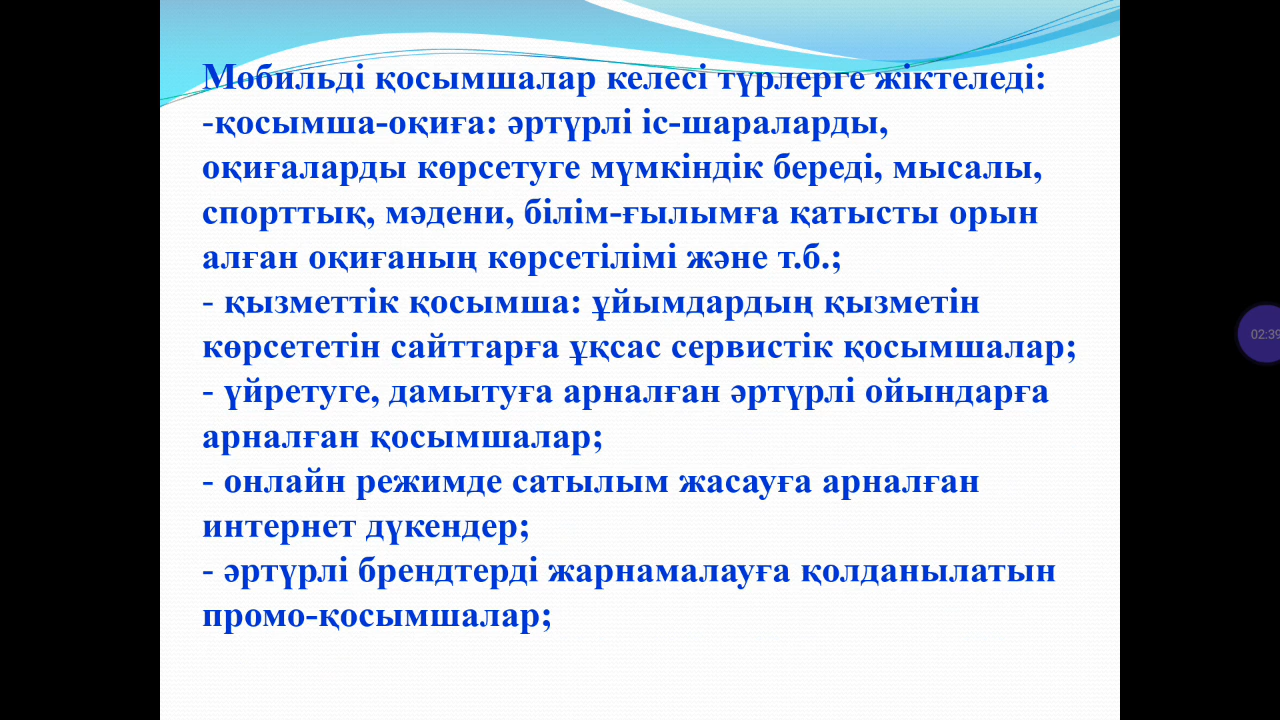 Мобильді қосымшалар келесі түрлерге жіктеледі:
-қосымша-оқиға: әртүрлі іс-шараларды,
оқиғаларды көрсетуге мүмкіндік береді, мысалы,
спорттық, мәдени, білім-ғылымға қатысты орын
алған оқиғаның көрсетілімі және т.б.;
- қызметтік қосымша: ұйымдардың қызметін
көрсететін сайттарға ұқсас сервистік қосымшалар;
- үйретуге, дамытуға арналған әртүрлі ойындарға
арналған қосымшалар;
- онлайн режимде сатылым жасауға арналған
интернет дүкендер;
- әртүрлі брендтерді жарнамалауға қолданылатын
промо-қосымшалар;
02:39